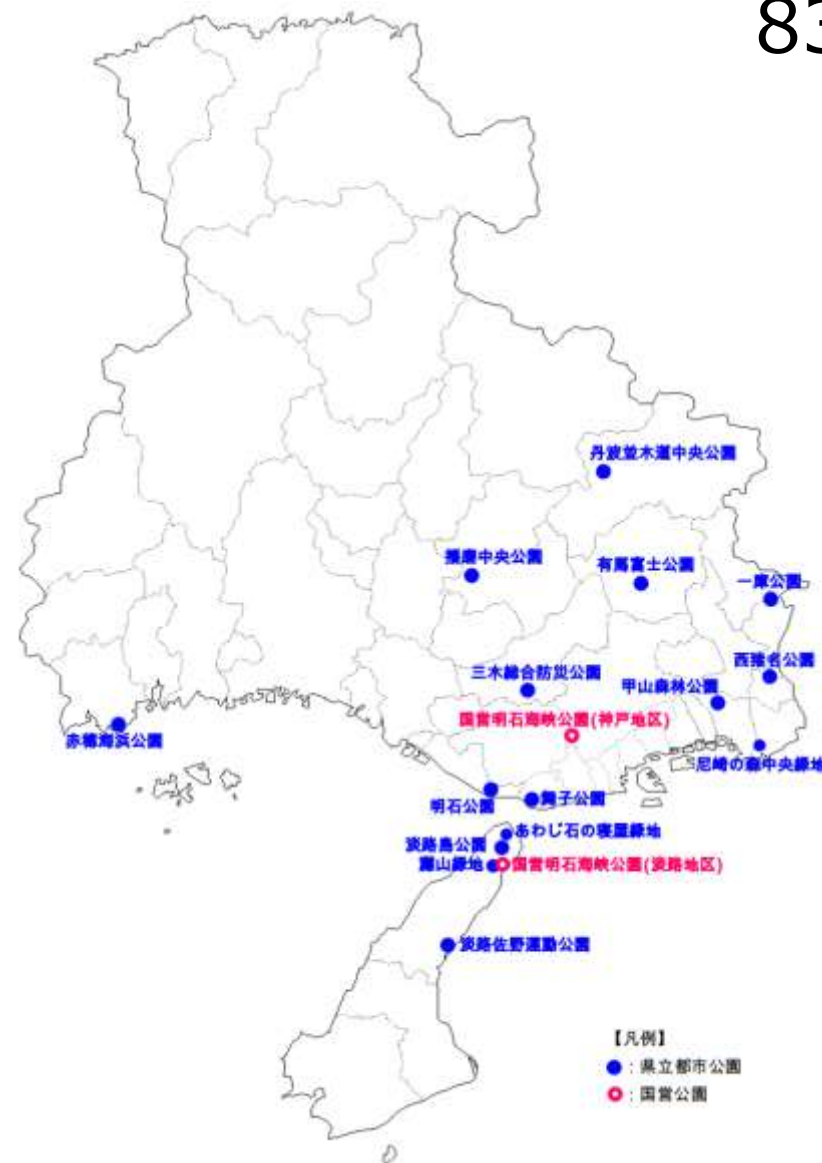 83
丹波並木道中央公園
播磨中央公園
有馬富士公園
一庫公園
三木総合防災公園
西猪名公園
甲山森林公園
国営明石海峡公園(神戸地区)
赤穂海浜公園
尼崎の森中央緑地
明石公園
舞子公園
あわじ石の寝屋緑地
淡路島公園
灘山緑地
国営明石海峡公園(淡路地区)
淡路佐野運動公園
【凡例】
●：県立都市公園
○：国営公園